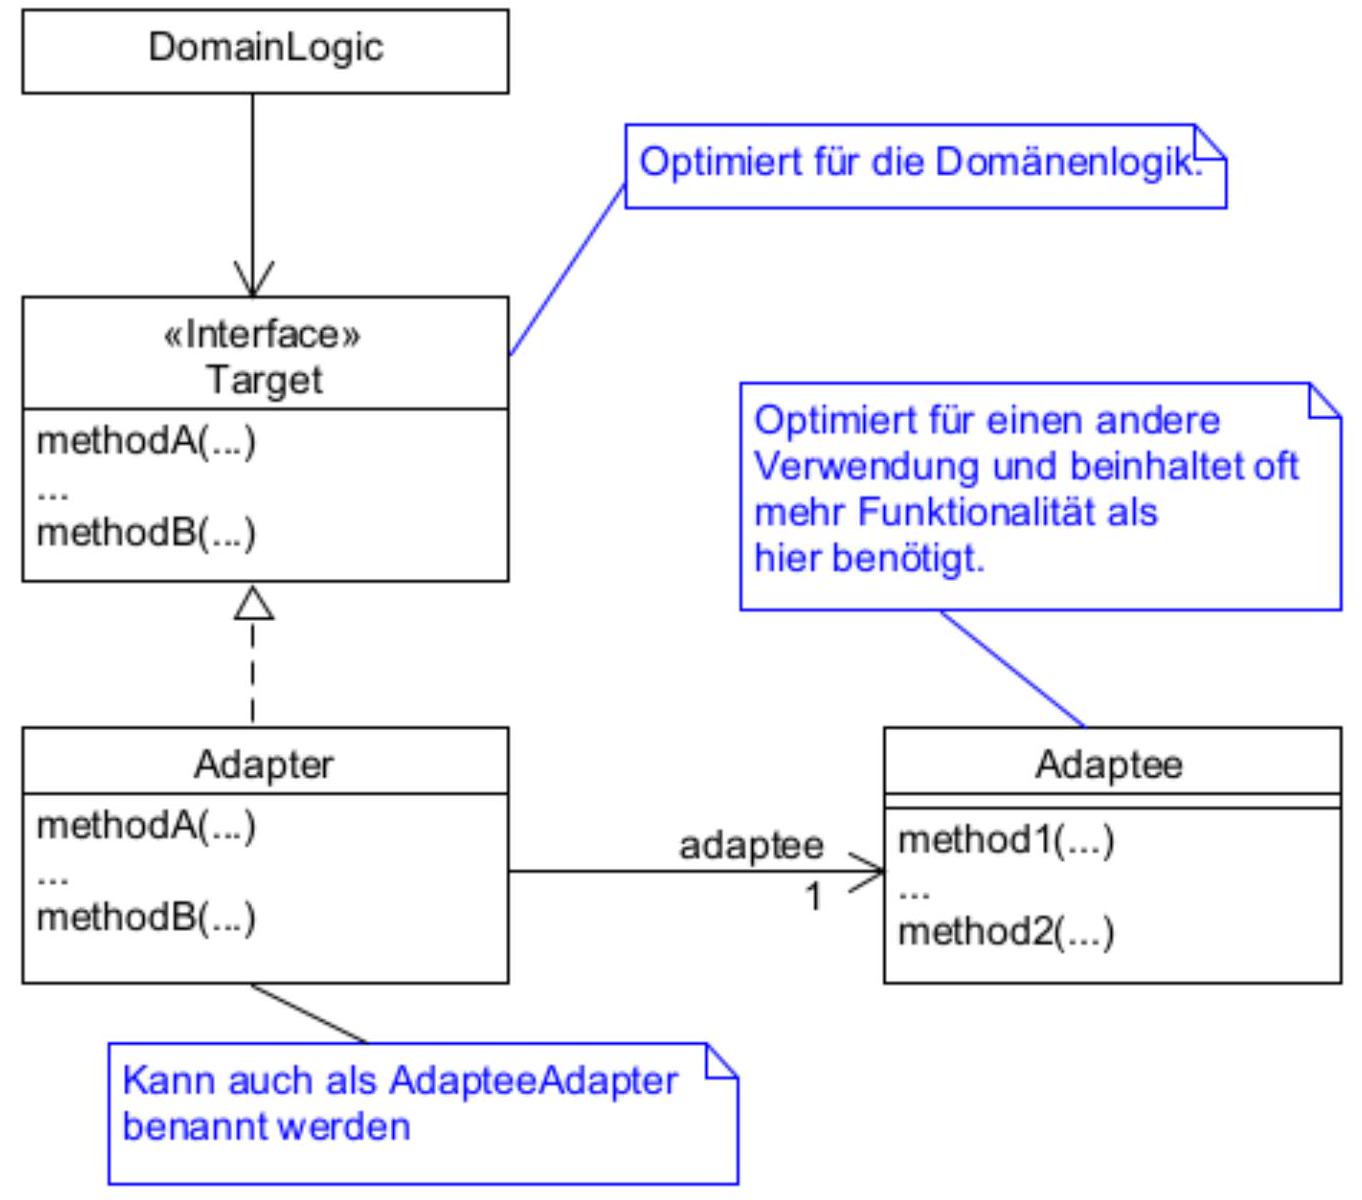 DomainLogic
Optimiert für die Domänenlogik.
«Interface»
Target
methodA(...)
...
methodB(...)
Optimiert für einen andere
Verwendung und beinhaltet oft
mehr Funktionalität als
hier benötigt.
Adapter
methodA(...)
...
methodB(...)
adaptee
1
Adaptee
method1(...)
...
method2(...)
Kann auch als AdapteeAdapter
benannt werden